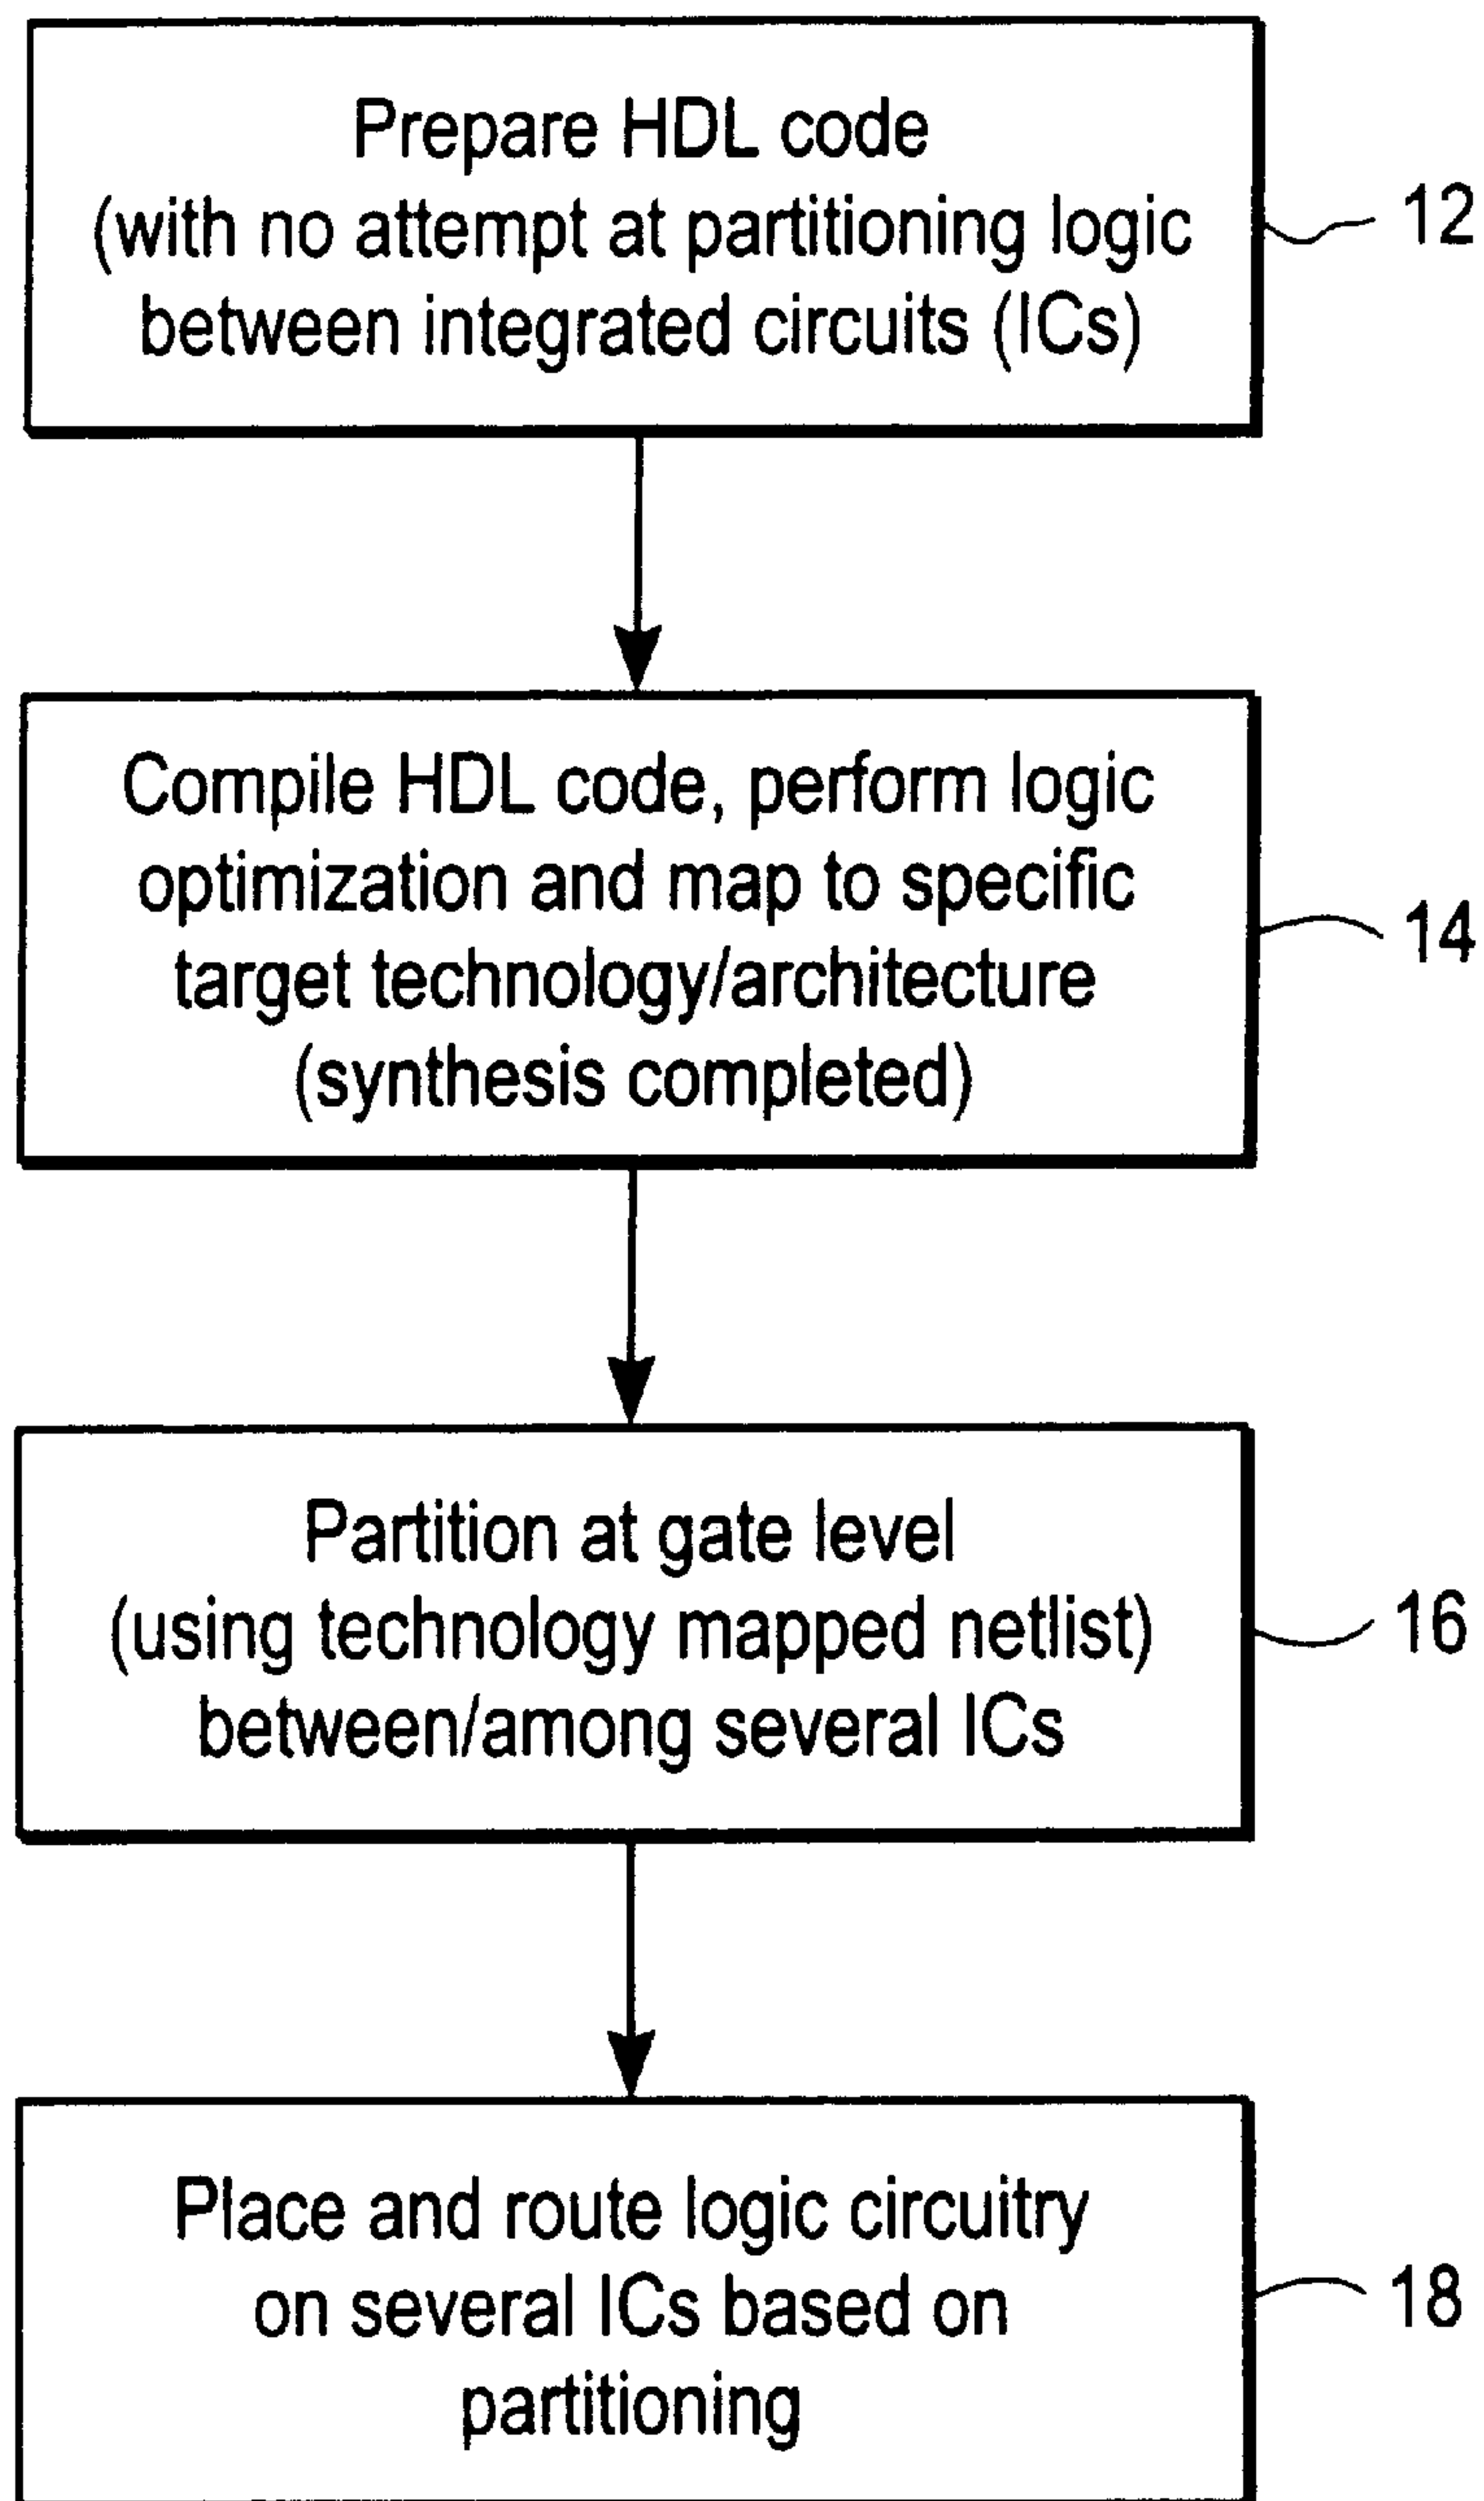 Prepare HDL code
(with no attempt at partitioning logic
between integrated circuits (ICs)
12
Compile HDL code, perform logic
optimization and map to specific
target technology/architecture
(synthesis completed)
14
Partition at gate level
(using technology mapped netlist)
between/among several ICs
16
Place and route logic circuitry
on several ICs based on
partitioning
18